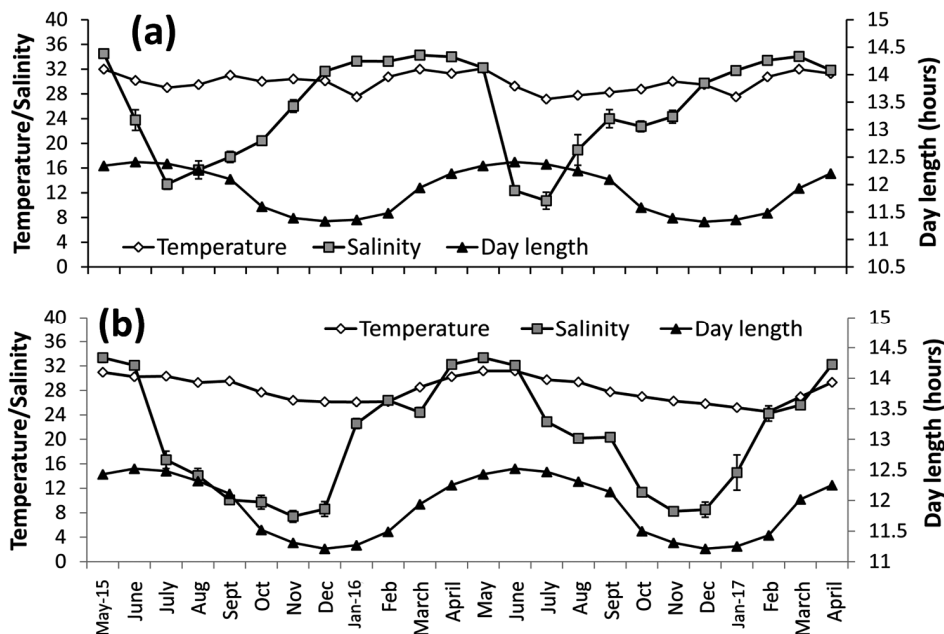 (a)
Temperature/Salinity
40
36
32
28
24
20
16
12
8
4
0
15
14.5
14
13.5
13
12.5
12
11.5
11
10.5
Day length (hours)
Temperature Salinity Day length
(b)
Temperature/Salinity
40
36
32
28
24
20
16
12
8
4
0
Temperature Salinity Day length
15
14.5
14
13.5
13
12.5
12
11.5
11
Day length (hours)
May-15
June
July
Aug
Sept
Oct
Nov
Dec
Jan-16
Feb
March
April
May
June
July
Aug
Sept
Oct
Nov
Dec
Jan-17
Feb
March
April